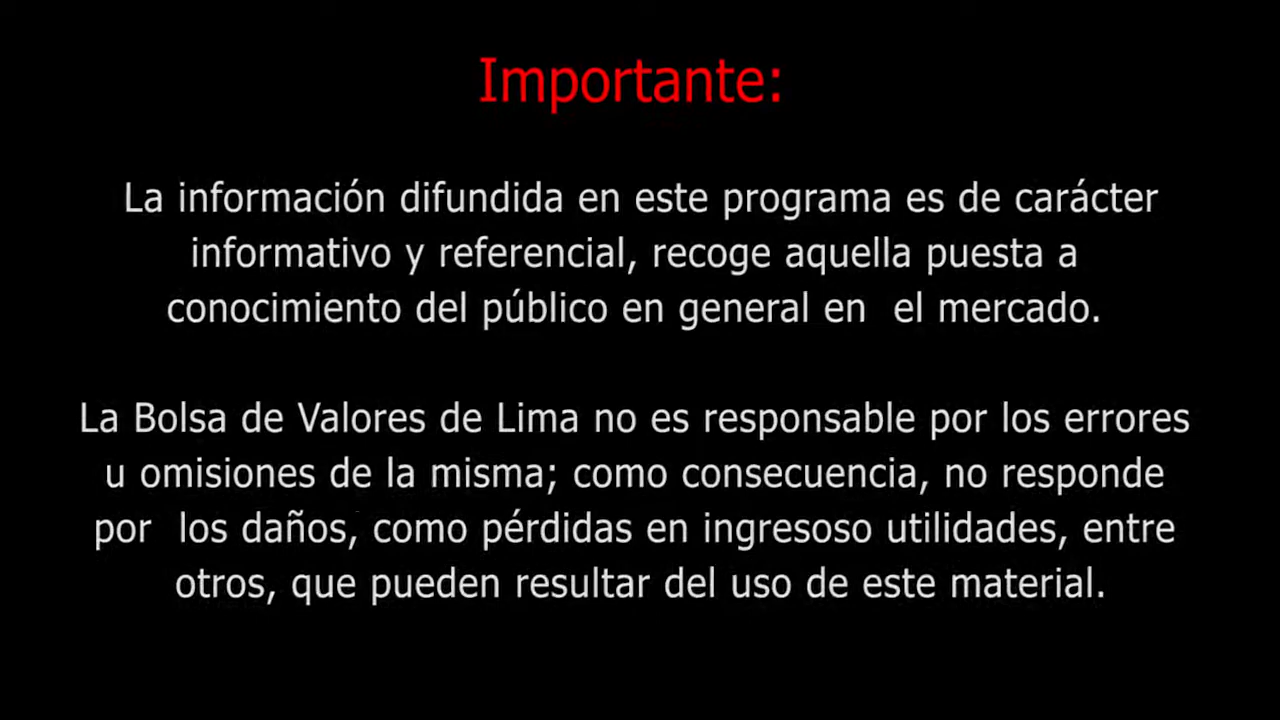 Importante:
La información difundida en este programa es de carácter
informativo y referencial, recoge aquella puesta a
conocimiento del público en general en  el mercado.
La Bolsa de Valores de Lima no es responsable por los errores
u omisiones de la misma; como consecuencia, no responde
por  los daños, como pérdidas en ingresoso utilidades, entre
otros, que pueden resultar del uso de este material.